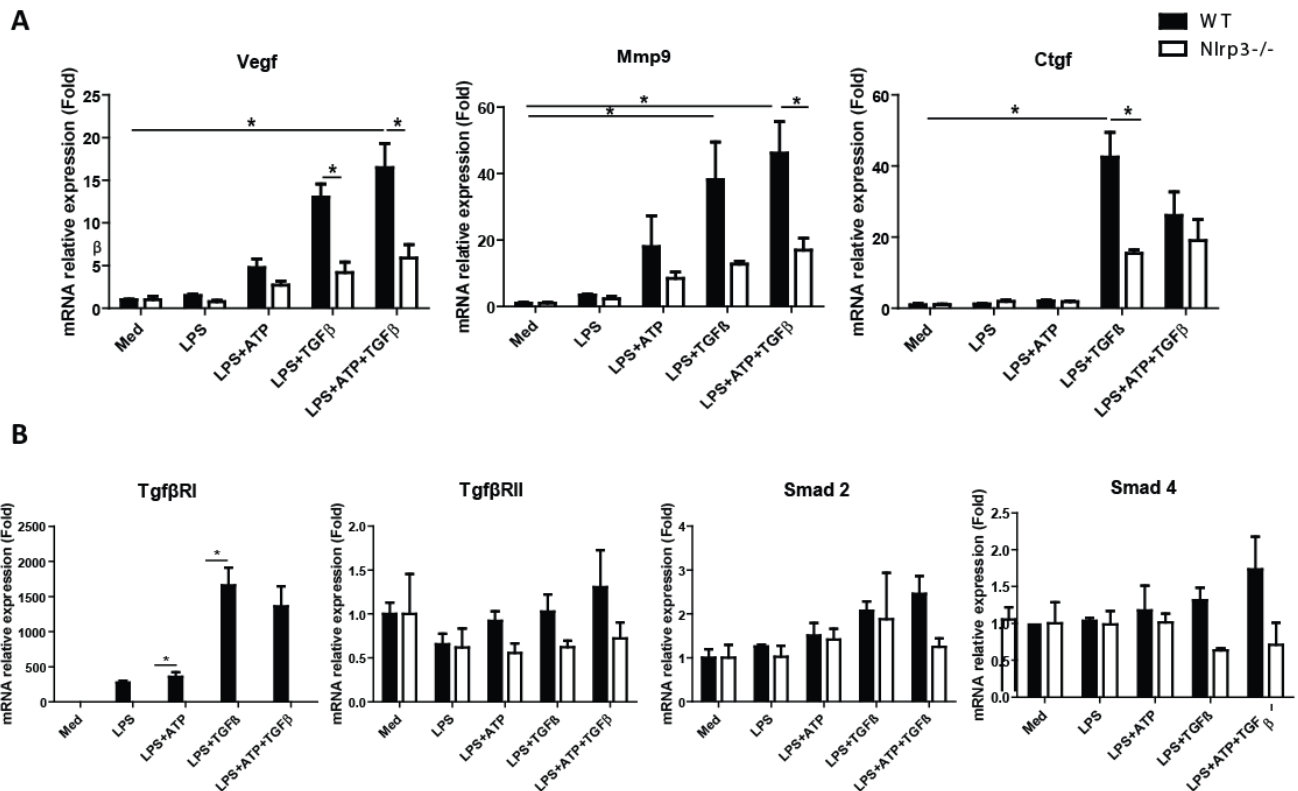 A
WT
Nlrp3-/-
Vegf
mRNA relative expression (Fold)
25
20
15
10
β
5
0
*
*
*
Med
LPS
LPS+ATP
LPS+TGFβ
LPS+ATP+TGFβ
Mmp9
mRNA relative expression (Fold)
60
40
20
0
*
*
*
Med
LPS
LPS+ATP
LPS+TGFß
LPS+ATP+TGFβ
Ctgf
mRNA relative expression (Fold)
60
40
20
0
*
*
Med
LPS
LPS+ATP
LPS+TGFß
LPS+ATP+TGFβ
B
TgfβRI
mRNA relative expression (Fold)
2500
2000
1500
1000
500
0
*
*
Med
LPS
LPS+ATP
LPS+TGFß
LPS+ATP+TGFβ
TgfβRII
mRNA relative expression (Fold)
2.0
1.5
1.0
0.5
0.0
Med
LPS
LPS+ATP
LPS+TGFß
LPS+ATP+TGFβ
Smad 2
mRNA relative expression (Fold)
4
3
2
1
0
Med
LPS
LPS+ATP
LPS+TGFß
LPS+ATP+TGFß
Smad 4
mRNA relative expression (Fold)
2.5
2.0
1.5
1.0
0.5
0.0
Med
LPS
LPS+ATP
LPS+TGFß
LPS+ATP+TGF
β